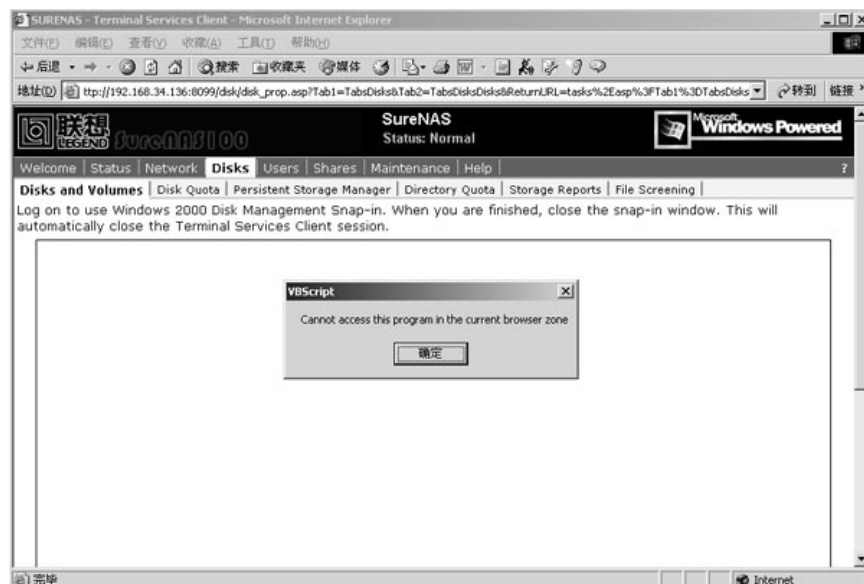 SURENAS - Terminal Services Client - Microsoft Internet Explorer
文件(F) 编辑(E) 查看(V) 收藏(A) 工具(T) 帮助(H)
后退 搜索 收藏夹 媒体
地址(D) ttp://192.168.34.136:8099/disk/disk_prop.asp?Tab1=TabsDisks&Tab2=TabsDisksDisks&ReturnURL=tasks%2Easp%3FTab1%3DTabsDisks 转到 链接 »
联想 LEGEND SureNAS100 SureNAS Status: Normal Microsoft Windows Powered
Welcome | Status | Network | Disks | Users | Shares | Maintenance | Help | ?
Disks and Volumes | Disk Quota | Persistent Storage Manager | Directory Quota | Storage Reports | File Screening |
Log on to use Windows 2000 Disk Management Snap-in. When you are finished, close the snap-in window. This will
automatically close the Terminal Services Client session.
VBScript
Cannot access this program in the current browser zone
确定
完毕 Internet